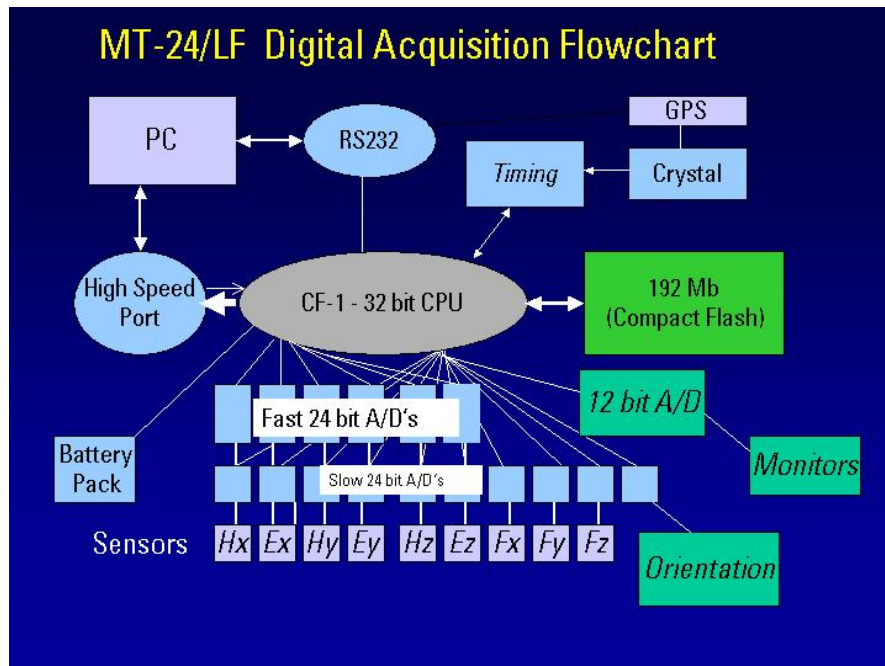 MT-24/LF Digital Acquisition Flowchart
PC
RS232
GPS
Timing
Crystal
High Speed
Port
CF-1 - 32 bit CPU
192 Mb
(Compact Flash)
Fast 24 bit A/D's
12 bit A/D
Battery
Pack
Slow 24 bit A/D's
Monitors
Sensors
Hx
Ex
Hy
Ey
Hz
Ez
Fx
Fy
Fz
Orientation